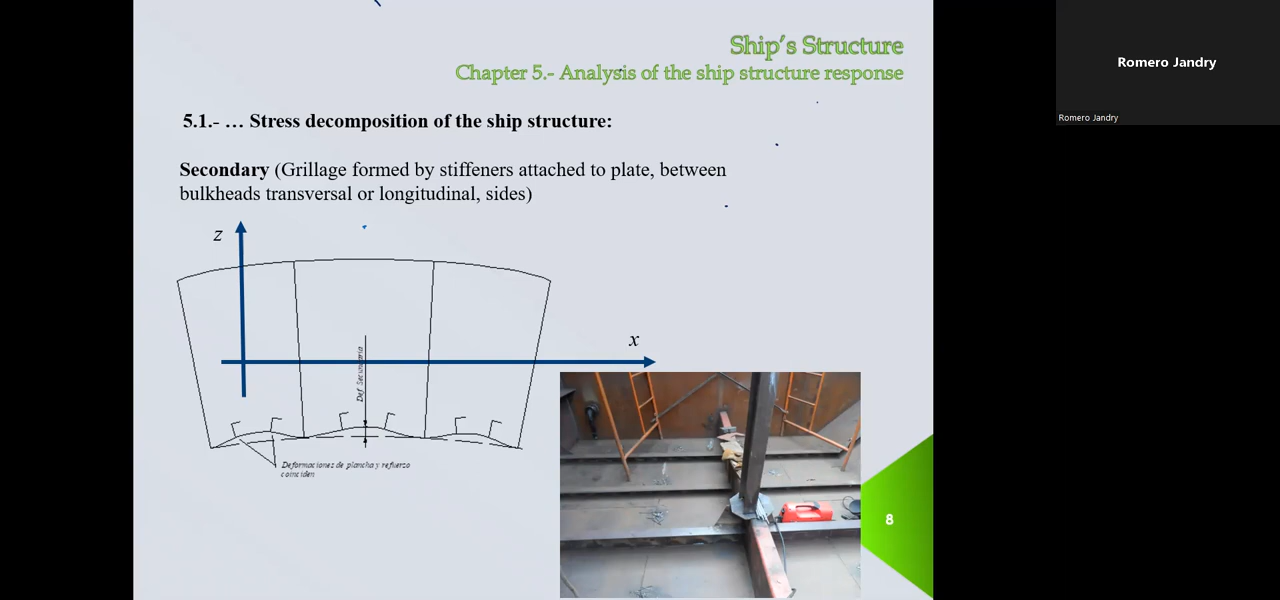 Ship's Structure
Chapter 5.- Analysis of the ship structure response
Romero Jandry
Romero Jandry
5.1.- … Stress decomposition of the ship structure:
Secondary (Grillage formed by stiffeners attached to plate, between
bulkheads transversal or longitudinal, sides)
z
x
Def. Secundaria
Deformaciones de plancha y refuerzo
coinciden
8